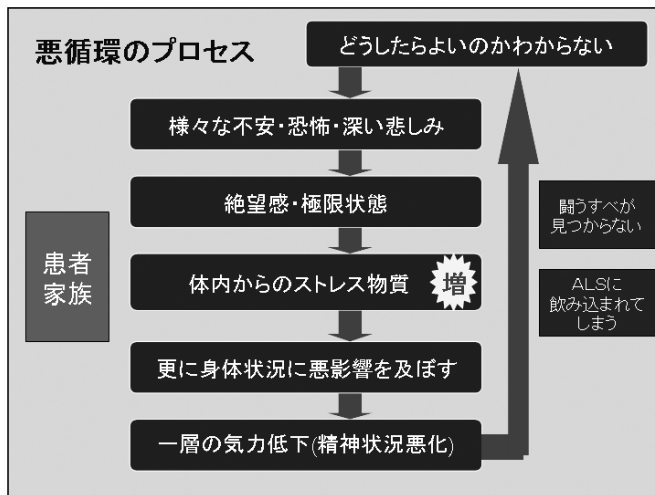 悪循環のプロセス
どうしたらよいのかわからない
様々な不安・恐怖・深い悲しみ
絶望感・極限状態
体内からのストレス物質
増
更に身体状況に悪影響を及ぼす
一層の気力低下(精神状況悪化)
患者
家族
闘うすべが
見つからない
ALSに
飲み込まれて
しまう